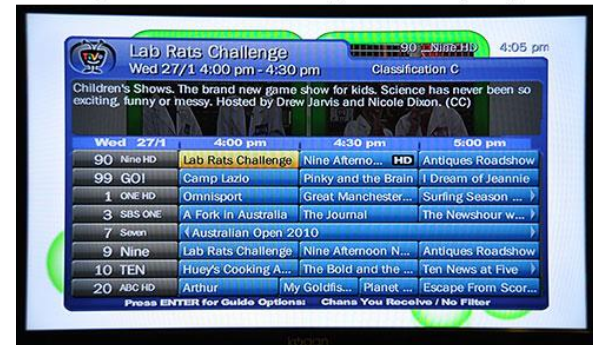 TiVo
Lab Rats Challenge
90 Nine HD
4:05 pm
Wed 27/1 4:00 pm - 4:30 pm
Classification C
Children's Shows. The brand new game show for kids. Science has never been so
exciting, funny or messy. Hosted by Drew Jarvis and Nicole Dixon. (CC)
Wed 27/1 4:00 pm 4:30 pm 5:00 pm
90 Nine HD Lab Rats Challenge Nine Afterno... HD Antiques Roadshow
99 GO! Camp Lazlo Pinky and the Brain I Dream of Jeannie
1 ONE HD Omnisport Great Manchester... Surfing Season ...
3 SBS ONE A Fork in Australia The Journal The Newshour w...
7 Seven Australian Open 2010
9 Nine Lab Rats Challenge Nine Afternoon N... Antiques Roadshow
10 TEN Huey's Cooking A... The Bold and the ... Ten News at Five
20 ABC HD Arthur My Goldfis... Planet ... Escape From Scor...
Press ENTER for Guide Options: Chans You Receive / No Filter